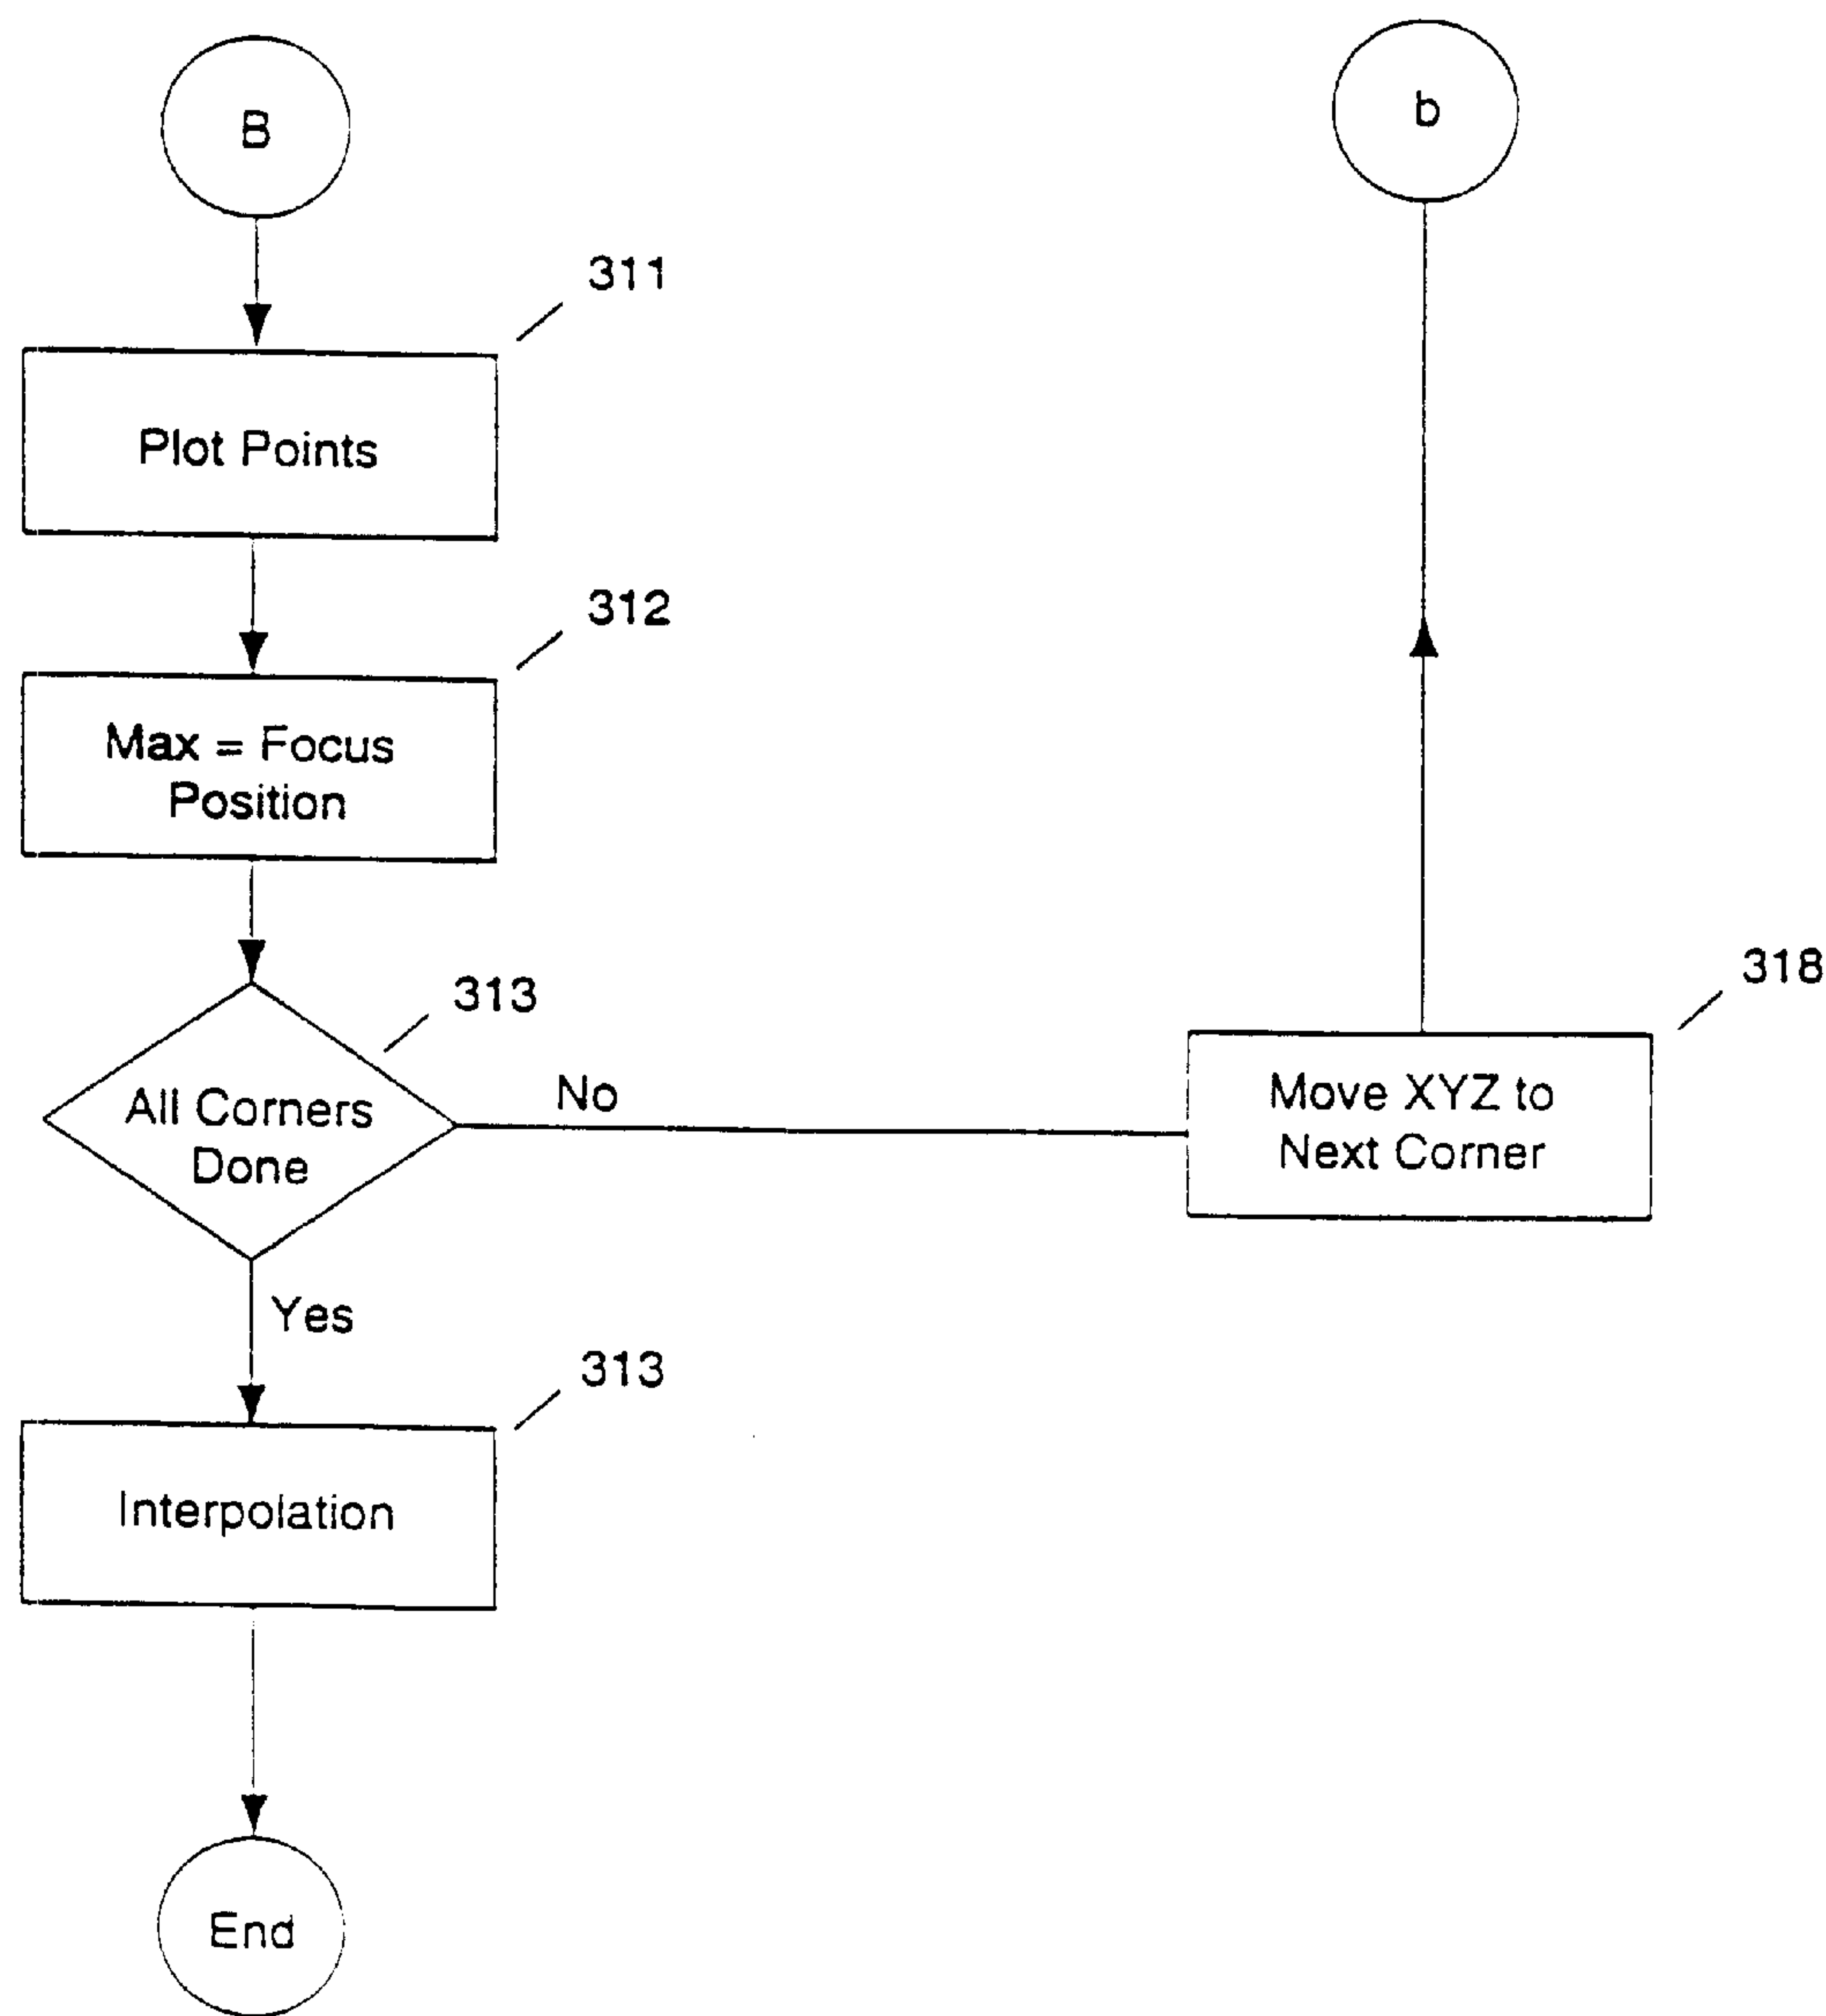 B
b
311
Plot Points
312
Max = Focus
Position
313
All Corners
Done
No
318
Move XYZ to
Next Corner
Yes
313
Interpolation
End